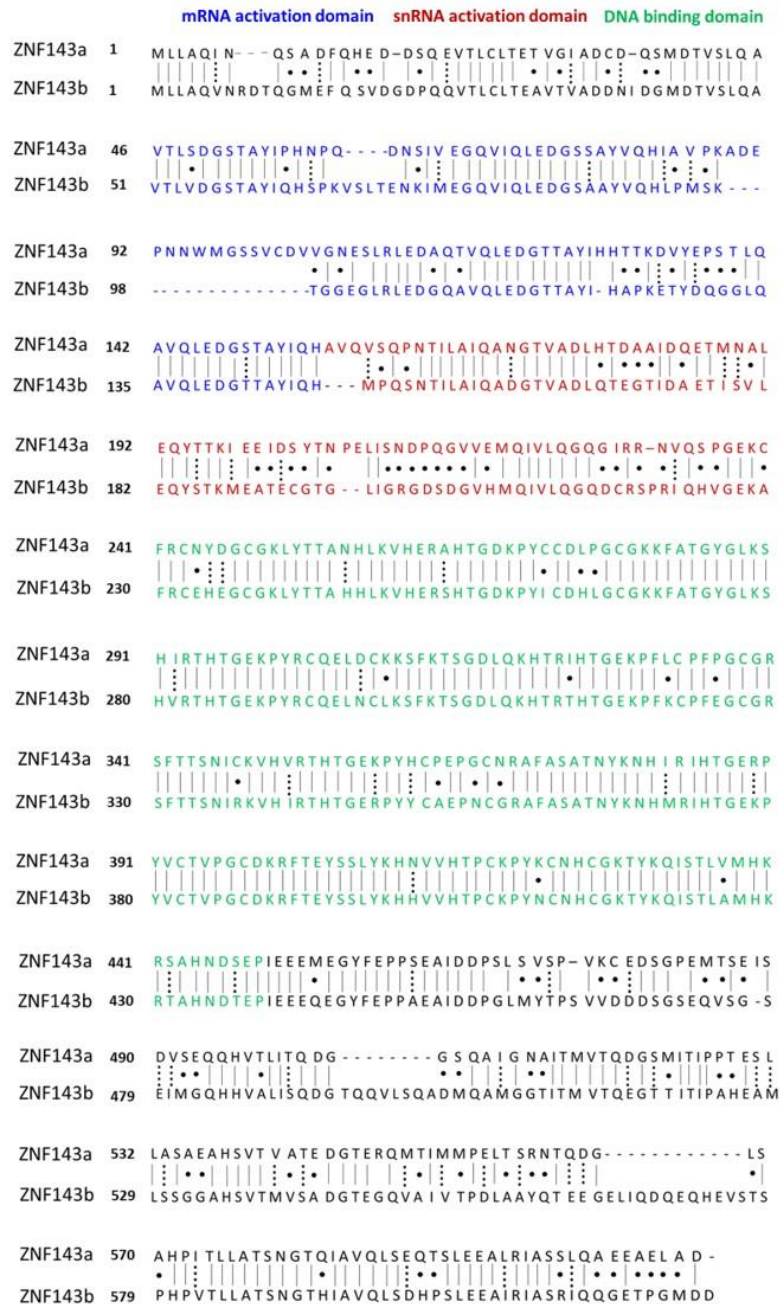 mRNA activation domain snRNA activation domain DNA binding domain
ZNF143a 1 MLLAQIN---QSADFQHED-DSQEVTLCLTETVGIADCD-QSMDTVSLQA
ZNF143b 1 MLLAQVNRDTQGMEFQSVDGDPQQVTLCLTEAVTVADDNIDGMDTVSLQA
ZNF143a 46 VTLSDGSTAYIPHNPQ----DNSIVEGQVIQLEDGSSAYVQHIAVPKADE
ZNF143b 51 VTLVDGSTAYIQHSPKVSLTENKIMEGQVIQLEDGSAAYVQHLPMSK---
ZNF143a 92 PNNWMGSSVCDVVGNESLRLEDAQTVQLEDGTTAYIHHTTKDVYEPSTLQ
ZNF143b 98 -------------TGGEGLRLEDGQAVQLEDGTTAYI-HAPKETYDQGGLQ
ZNF143a 142 AVQLEDGSTAYIQHAVQVSQPNTILAIQANGTVADLHTDAAIDQETMNAL
ZNF143b 135 AVQLEDGTTAYIQH---MPQSNTILAIQADGTVADLQTEGTIDAETISVL
ZNF143a 192 EQYTTKIEEIDSYTNPELISNDPQGVVEMQIVLQGQGIRR-NVQSPGEKC
ZNF143b 182 EQYSTKMEATECGTG--LIGRGDSDGVHMQIVLQGQDCRSPRIQHVGEKA
ZNF143a 241 FRCNYDGCGKLYTTANHLKVHERAHTGDKPYCCDLPGCGKKFATGYGLKS
ZNF143b 230 FRCEHEGCGKLYTTAHHLKVHERSHTGDKPYICDHLGCGKKFATGYGLKS
ZNF143a 291 HIRTHTGEKPYRCQELDCKKSFKTSGDLQKHTRIHTGEKPFLCPFPGCGR
ZNF143b 280 HVRTHTGEKPYRCQELNCLKSFKTSGDLQKHTRTHTGEKPFKCPFEGCGR
ZNF143a 341 SFTTSNICKVHVRTHTGEKPYHCPEPGCNRAFASATNYKNHIRIHTGERP
ZNF143b 330 SFTTSNIRKVHIRTHTGERPYYCAEPNCGRAFASATNYKNHMRIHTGEKP
ZNF143a 391 YVCTVPGCDKRFTEYSSLYKHNVVHTPCKPYKCNHCGKTYKQISTLVMHK
ZNF143b 380 YVCTVPGCDKRFTEYSSLYKHHVVHTPCKPYNCNHCGKTYKQISTLAMHK
ZNF143a 441 RSAHNDSEPIEEEMEGYFEPPSEAIDDPSLSVSP-VKCEDSGPEMTSEIS
ZNF143b 430 RTAHNDTEPIEEEQEGYFEPPAEAIDDPGLMYTPSVVDDDSGSEQVSG-S
ZNF143a 490 DVSEQQHVTLITQDG--------GSQAIGNAITMVTQDGSMITIPPTESL
ZNF143b 479 EIMGQHHVALISQDGTQQVLSQADMQAMGGTITMVTQEGTTITIPAHEAM
ZNF143a 532 LASAEAHSVTVATEDGTERQMTIMMPELTSRNTQDG------------LS
ZNF143b 529 LSSGGAHSVTMVSADGTEGQVAIVTPDLAAYQTEEGELIQDQEQHEVSTS
ZNF143a 570 AHPITLLATSNGTQIAVQLSEQTSLEEALRIASSLQAEEAELAD-
ZNF143b 579 PHPVTLLATSNGTHIAVQLSDHPSLEEAIRIASRIQQGETPGMDD